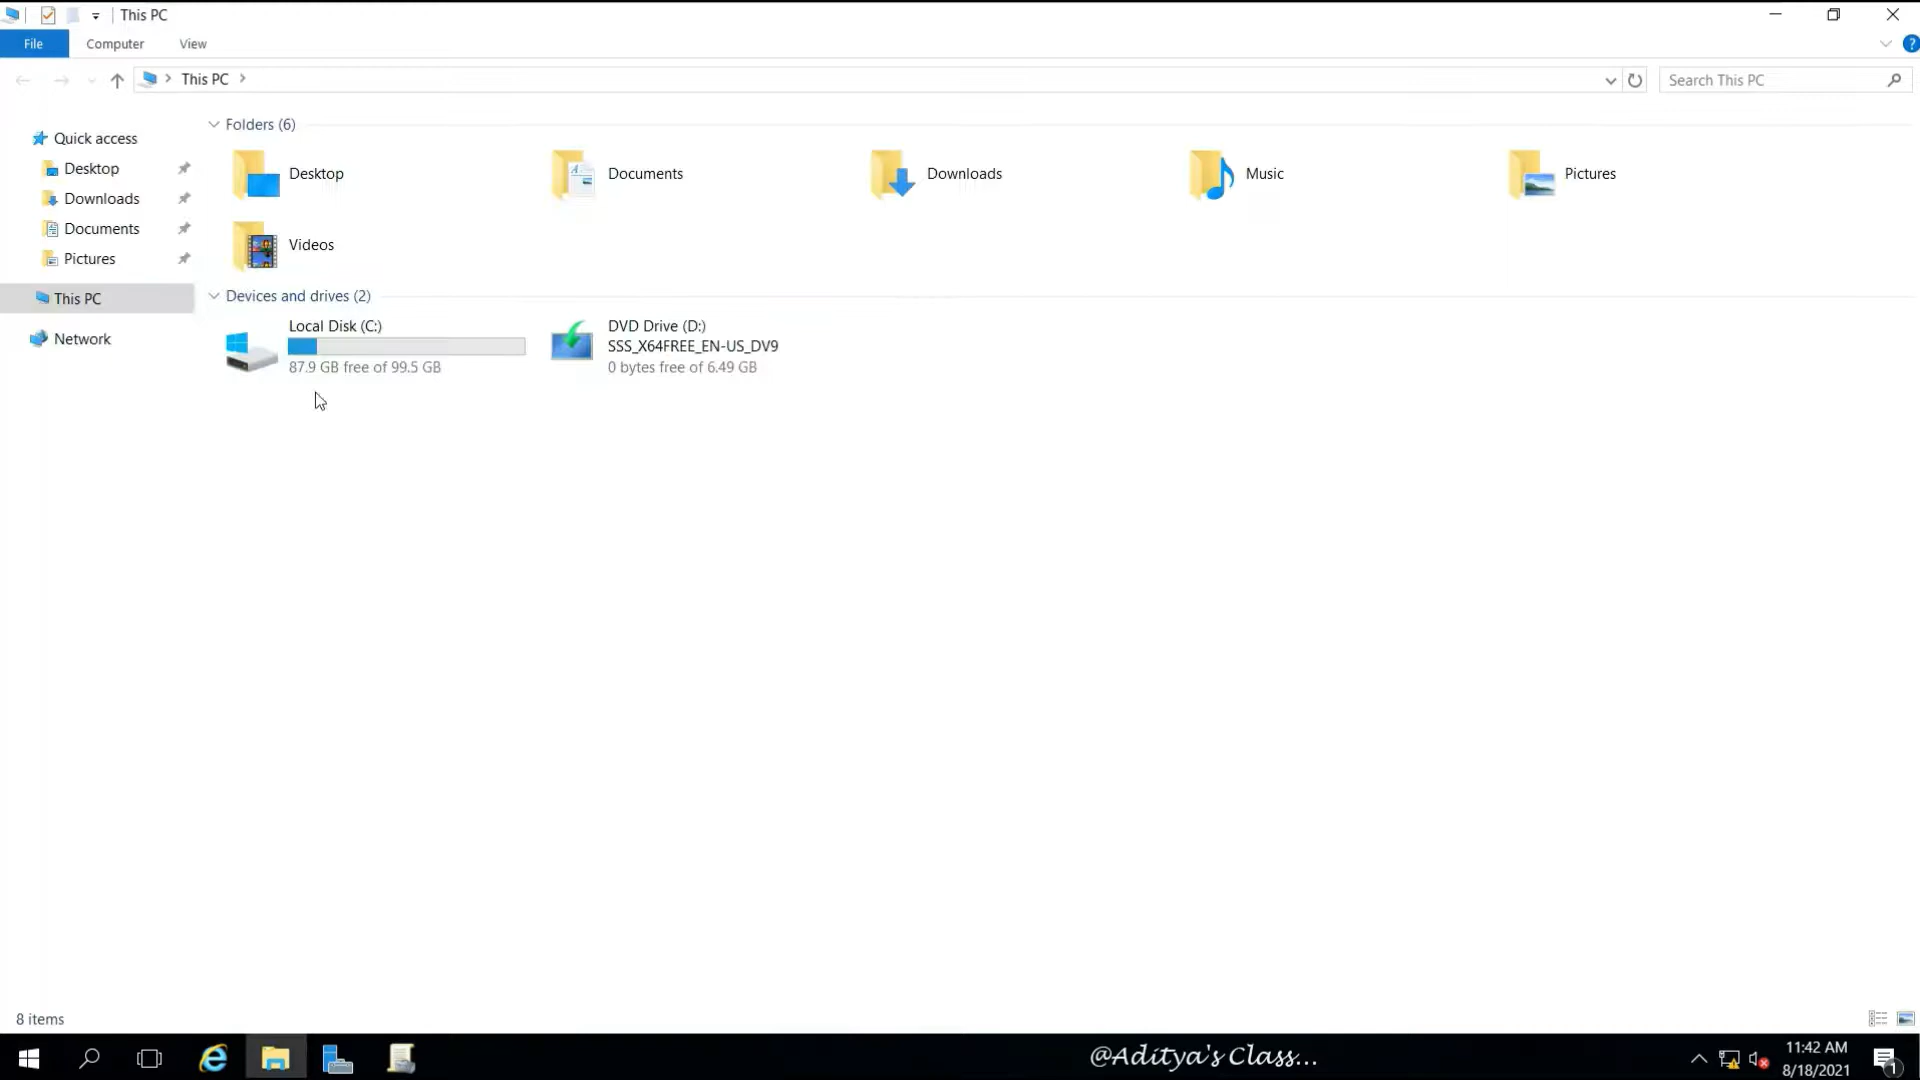 This PC
File
Computer
View
This PC
Search This PC
Quick access
Desktop
Downloads
Documents
Pictures
This PC
Network
Folders (6)
Desktop
Documents
Downloads
Music
Pictures
Videos
Devices and drives (2)
Local Disk (C:)
87.9 GB free of 99.5 GB
DVD Drive (D:)
SSS_X64FREE_EN-US_DV9
0 bytes free of 6.49 GB
8 items
@Aditya's Class...
11:42 AM
8/18/2021
1